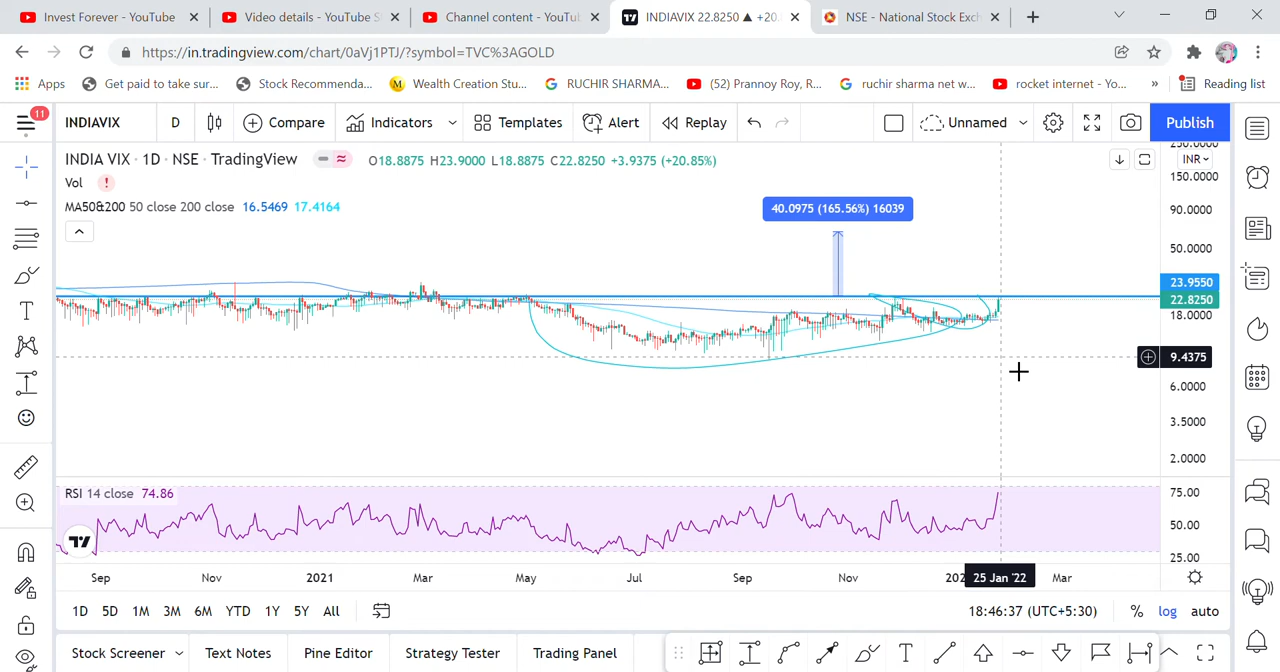 Invest Forever - YouTube
Video details - YouTube S
Channel content - YouTu
INDIAVIX 22.8250 ▲ +20.
NSE - National Stock Exch
https://in.tradingview.com/chart/0aVj1PTJ/?symbol=TVC%3AGOLD
Apps
Get paid to take sur...
Stock Recommenda...
Wealth Creation Stu...
RUCHIR SHARMA...
(52) Prannoy Roy, R...
ruchir sharma net w...
rocket internet - Yo...
»
Reading list
11
INDIAVIX
D
Compare
Indicators
Templates
Alert
Replay
Unnamed
Publish
INDIA VIX · 1D · NSE · TradingView
O18.8875 H23.9000 L18.8875 C22.8250 +3.9375 (+20.85%)
INR
Vol
MA50&200 50 close 200 close 16.5469 17.4164
40.0975 (165.56%) 16039
250.0000
150.0000
90.0000
50.0000
23.9550
22.8250
18.0000
9.4375
6.0000
3.5000
2.0000
RSI 14 close 74.86
75.00
50.00
25.00
Sep
Nov
2021
Mar
May
Jul
Sep
Nov
202
25 Jan '22
Mar
1D 5D 1M 3M 6M YTD 1Y 5Y All
18:46:37 (UTC+5:30)
% log auto
Stock Screener
Text Notes
Pine Editor
Strategy Tester
Trading Panel